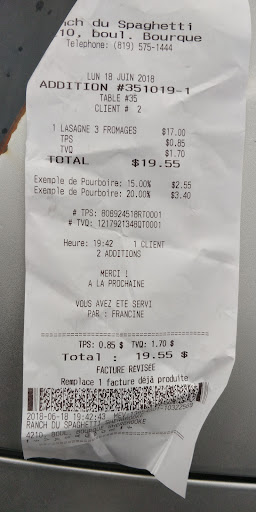 nch du Spaghetti
10, boul. Bourque
Telephone: (819) 575-1444
LUN 18 JUIN 2018
ADDITION #351019-1
TABLE #35
CLIENT # 2
1 LASAGNE 3 FROMAGES $17.00
TPS $0.85
TVQ $1.70
TOTAL $19.55
Exemple de Pourboire: 15.00% $2.55
Exemple de Pourboire: 20.00% $3.40
# TPS: 808924518RT0001
# TVQ: 1217921348QT0001
Heure: 19:42 1 CLIENT
2 ADDITIONS
MERCI !
A LA PROCHAINE
VOUS AVEZ ETE SERVI
PAR : FRANCINE
TPS: 0.85 $ TVQ: 1.70 $
Total : 19.55 $
FACTURE REVISEE
Remplace 1 facture déjà produite
2018-06-18 19:42:43
RANCH DU SPAGHETTI
4210, BOUL.